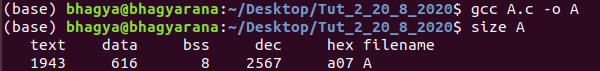 (base) bhagya@bhagyarana:~/Desktop/Tut_2_20_8_2020$ gcc A.c -o A
(base) bhagya@bhagyarana:~/Desktop/Tut_2_20_8_2020$ size A
   text    data     bss     dec     hex filename
   1943     616       8    2567     a07 A